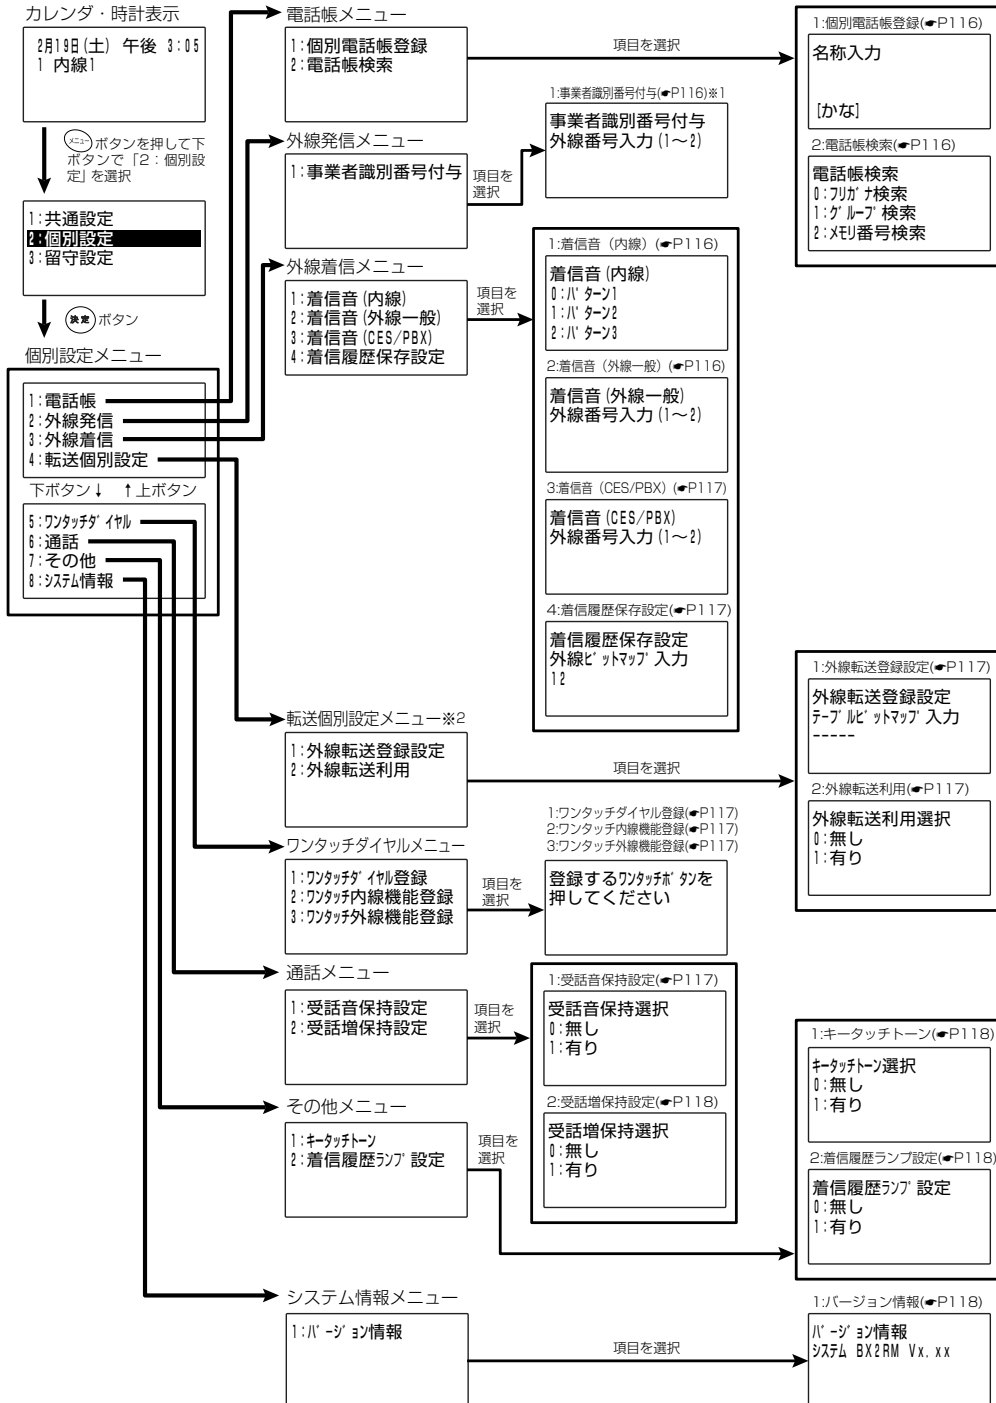 カレンダ・時計表示
2月19日(土) 午後 3:05
1 内線1
メニュー ボタンを押して下
ボタンで「2：個別設
定」を選択
1:共通設定
2:個別設定
3:留守設定
決定 ボタン
個別設定メニュー
1:電話帳
2:外線発信
3:外線着信
4:転送個別設定
下ボタン↓ ↑上ボタン
5:ﾜﾝﾀｯﾁﾀﾞｲﾔﾙ
6:通話
7:その他
8:ｼｽﾃﾑ情報
電話帳メニュー
1:個別電話帳登録
2:電話帳検索
項目を選択
1:個別電話帳登録(☛P116)
名称入力
[かな]
2:電話帳検索(☛P116)
電話帳検索
0:ﾌﾘｶﾞﾅ検索
1:ｸﾞﾙｰﾌﾟ検索
2:ﾒﾓﾘ番号検索
外線発信メニュー
1:事業者識別番号付与
項目を
選択
1:事業者識別番号付与(☛P116)※1
事業者識別番号付与
外線番号入力(1～2)
外線着信メニュー
1:着信音(内線)
2:着信音(外線一般)
3:着信音(CES/PBX)
4:着信履歴保存設定
項目を
選択
1:着信音（内線）(☛P116)
着信音(内線)
0:ﾊﾟﾀｰﾝ1
1:ﾊﾟﾀｰﾝ2
2:ﾊﾟﾀｰﾝ3
2:着信音（外線一般）(☛P116)
着信音(外線一般)
外線番号入力(1～2)
3:着信音（CES/PBX）(☛P117)
着信音(CES/PBX)
外線番号入力(1～2)
4:着信履歴保存設定(☛P117)
着信履歴保存設定
外線ﾋﾞｯﾄﾏｯﾌﾟ入力
12
転送個別設定メニュー※2
1:外線転送登録設定
2:外線転送利用
項目を選択
1:外線転送登録設定(☛P117)
外線転送登録設定
ﾃｰﾌﾞﾙﾋﾞｯﾄﾏｯﾌﾟ入力
-----
2:外線転送利用(☛P117)
外線転送利用選択
0:無し
1:有り
ワンタッチダイヤルメニュー
1:ﾜﾝﾀｯﾁﾀﾞｲﾔﾙ登録
2:ﾜﾝﾀｯﾁ内線機能登録
3:ﾜﾝﾀｯﾁ外線機能登録
項目を
選択
1:ワンタッチダイヤル登録(☛P117)
2:ワンタッチ内線機能登録(☛P117)
3:ワンタッチ外線機能登録(☛P117)
登録するﾜﾝﾀｯﾁﾎﾞﾀﾝを
押してください
通話メニュー
1:受話音保持設定
2:受話増保持設定
項目を
選択
1:受話音保持設定(☛P117)
受話音保持選択
0:無し
1:有り
2:受話増保持設定(☛P118)
受話増保持選択
0:無し
1:有り
その他メニュー
1:ｷｰﾀｯﾁﾄｰﾝ
2:着信履歴ﾗﾝﾌﾟ設定
項目を
選択
1:キータッチトーン(☛P118)
ｷｰﾀｯﾁﾄｰﾝ選択
0:無し
1:有り
2:着信履歴ランプ設定(☛P118)
着信履歴ﾗﾝﾌﾟ設定
0:無し
1:有り
システム情報メニュー
1:ﾊﾞｰｼﾞｮﾝ情報
項目を選択
1:バージョン情報(☛P118)
ﾊﾞｰｼﾞｮﾝ情報
ｼｽﾃﾑ BX2RM Vx.xx